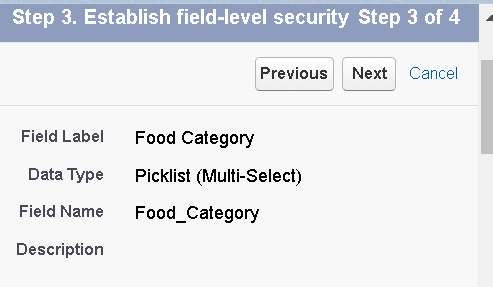 Step 3. Establish field-level security Step 3 of 4
Previous Next Cancel
Field Label Food Category
Data Type Picklist (Multi-Select)
Field Name Food_Category
Description